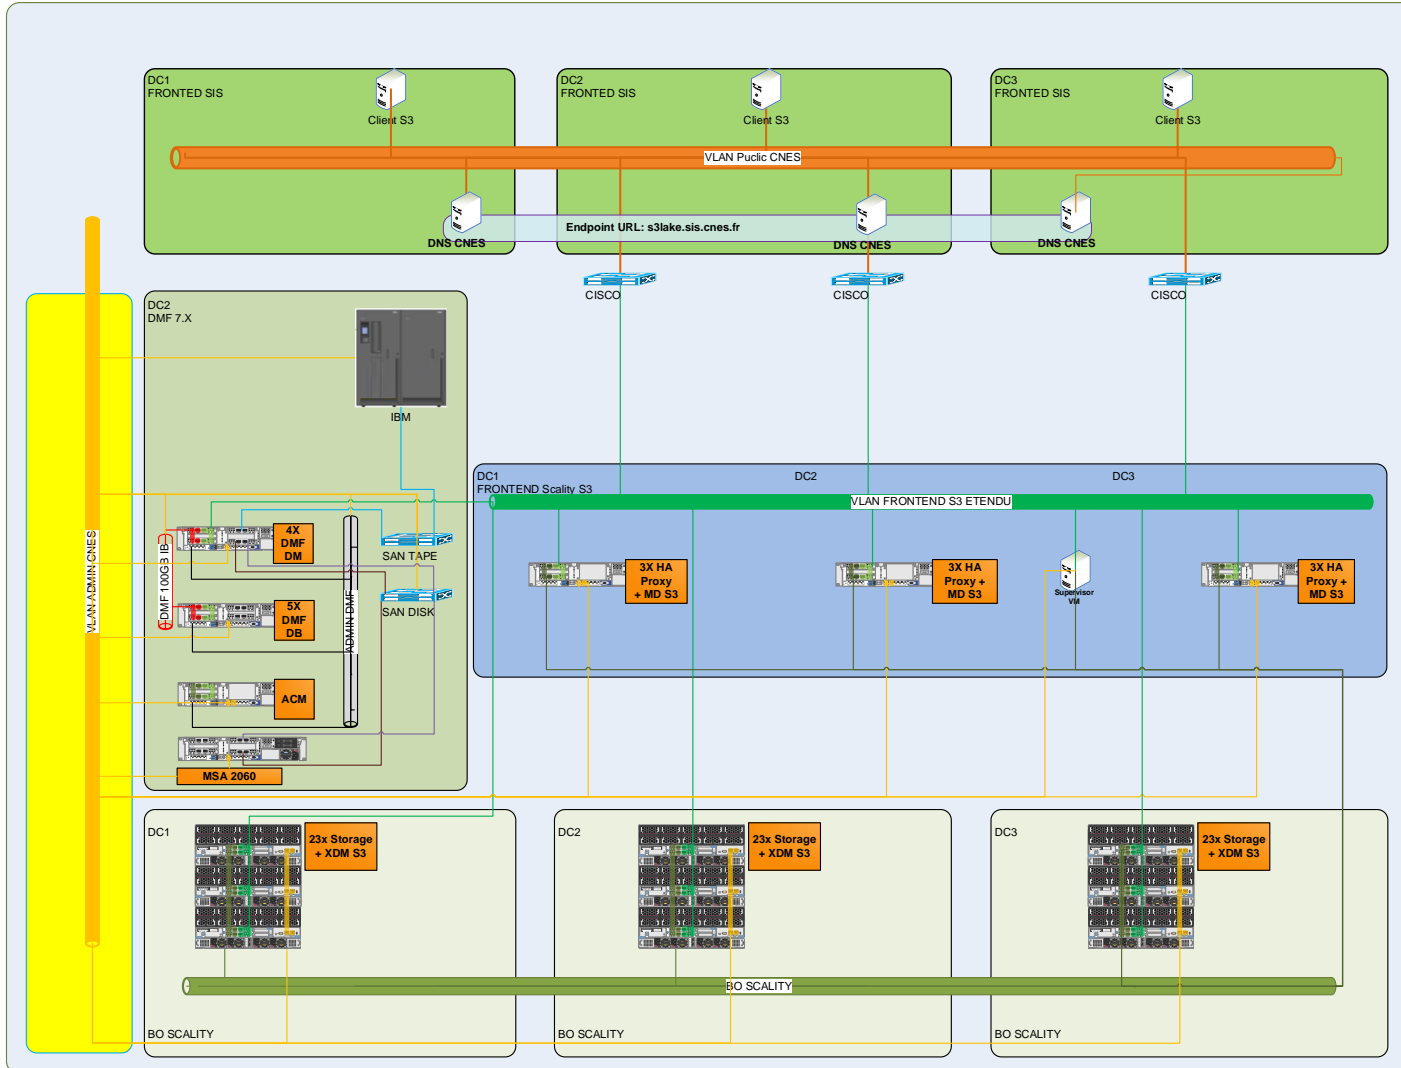 DC1
FRONTED SIS
Client S3
DC2
FRONTED SIS
Client S3
DC3
FRONTED SIS
Client S3
VLAN Puclic CNES
Endpoint URL: s3lake.sis.cnes.fr
DNS CNES
DNS CNES
DNS CNES
CISCO
CISCO
CISCO
VLAN ADMIN CNES
DC2
DMF 7.X
IBM
DMF 100GB IB
4X
DMF
DM
5X
DMF
DB
ACM
MSA 2060
ADMIN DMF
SAN TAPE
SAN DISK
DC1
FRONTEND Scality S3
DC2
DC3
VLAN FRONTEND S3 ETENDU
3X HA
Proxy
+ MD S3
3X HA
Proxy +
MD S3
Supervisor
VM
3X HA
Proxy +
MD S3
DC1
23x Storage
+ XDM S3
DC2
23x Storage
+ XDM S3
DC3
23x Storage
+ XDM S3
BO SCALITY
BO SCALITY
BO SCALITY
BO SCALITY